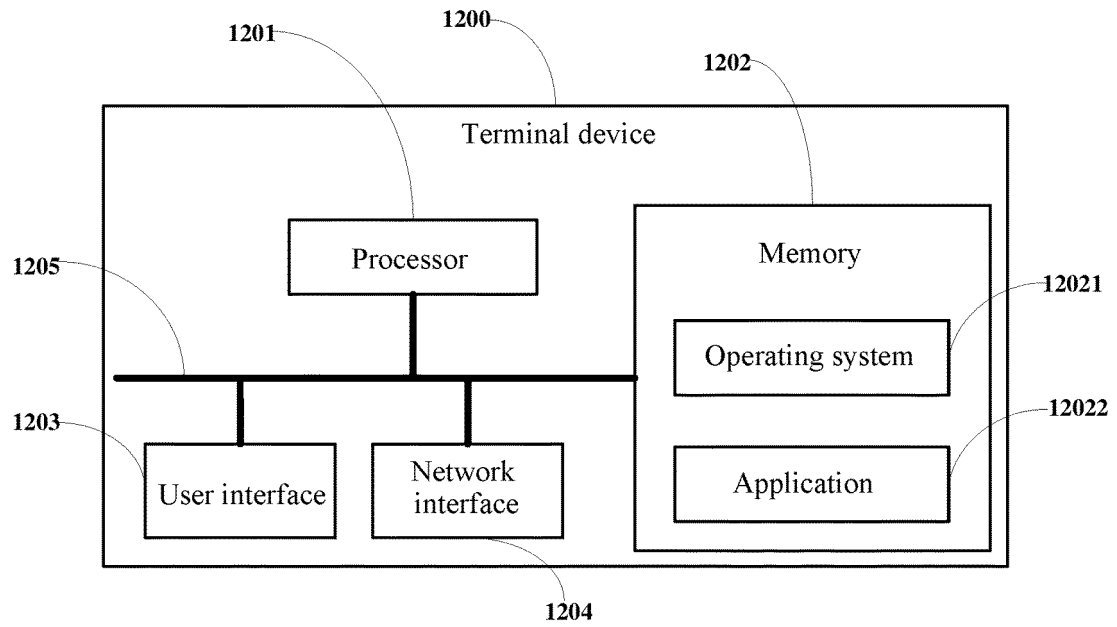 1200
1201
1202
Terminal device
Processor
Memory
1205
12021
Operating system
12022
1203
User interface
Network
interface
Application
1204